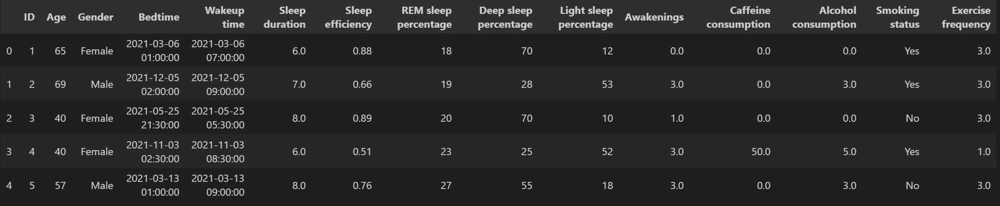 ID Age Gender Bedtime Wakeup time Sleep duration Sleep efficiency REM sleep percentage Deep sleep percentage Light sleep percentage Awakenings Caffeine consumption Alcohol consumption Smoking status Exercise frequency
0 1 65 Female 2021-03-06 01:00:00 2021-03-06 07:00:00 6.0 0.88 18 70 12 0.0 0.0 0.0 Yes 3.0
1 2 69 Male 2021-12-05 02:00:00 2021-12-05 09:00:00 7.0 0.66 19 28 53 3.0 0.0 3.0 Yes 3.0
2 3 40 Female 2021-05-25 21:30:00 2021-05-25 05:30:00 8.0 0.89 20 70 10 1.0 0.0 0.0 No 3.0
3 4 40 Female 2021-11-03 02:30:00 2021-11-03 08:30:00 6.0 0.51 23 25 52 3.0 50.0 5.0 Yes 1.0
4 5 57 Male 2021-03-13 01:00:00 2021-03-13 09:00:00 8.0 0.76 27 55 18 3.0 0.0 3.0 No 3.0